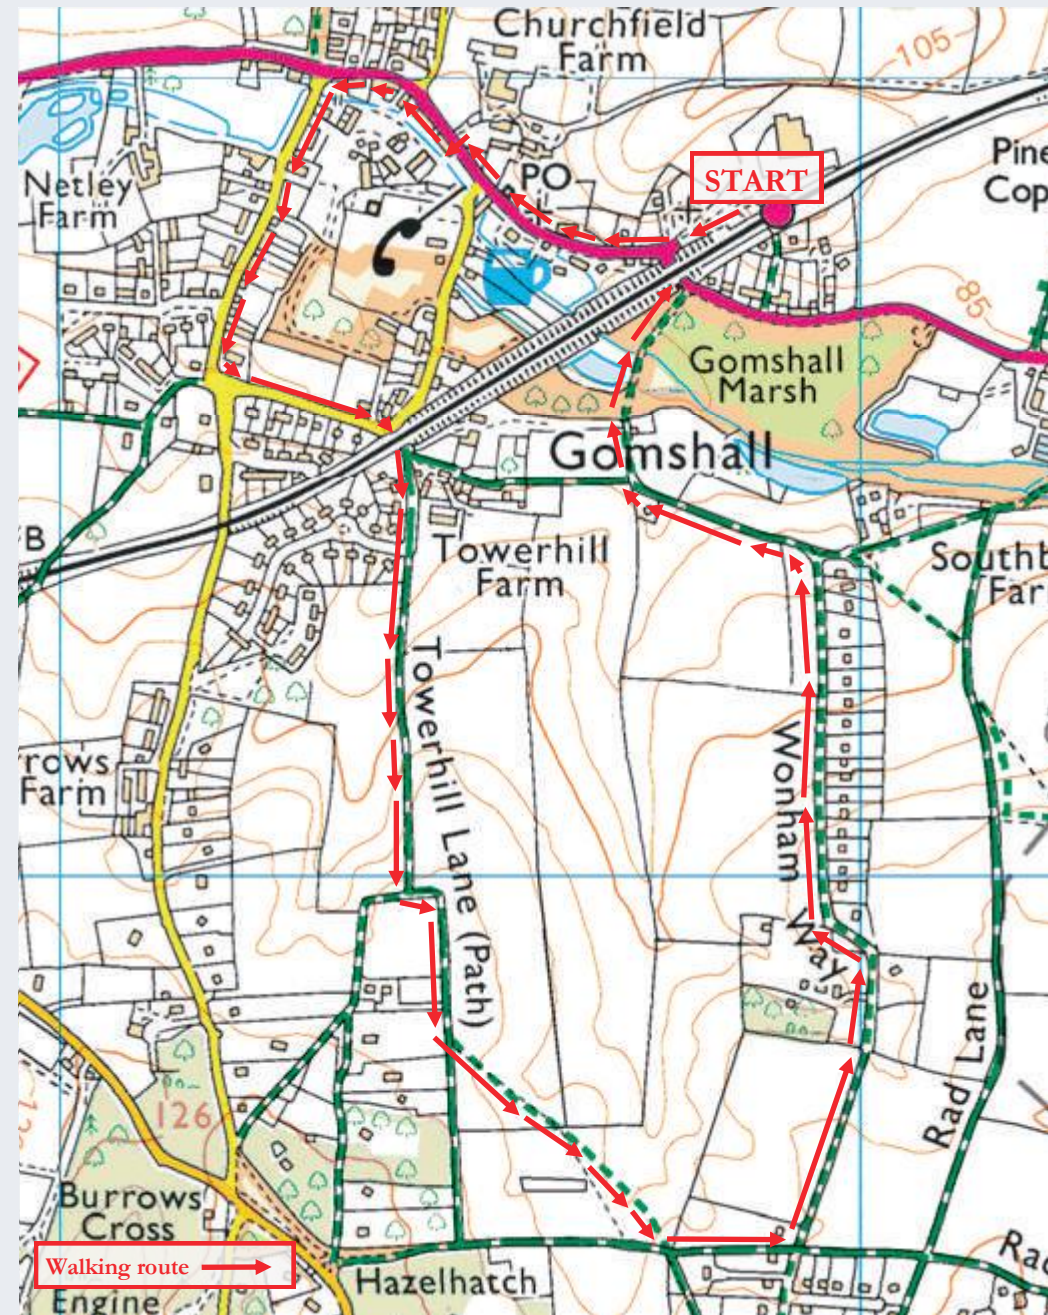 Churchfield
Farm
105
Pine
Cop
START
PO
Netley
Farm
85
Gomshall
Marsh
Gomshall
B
Towerhill
Farm
Southb
Far
Towerhill Lane (Path)
Wonham
Way
rows
Farm
Rad Lane
126
Burrows
Cross
Walking route
Engine
Hazelhatch
Ra